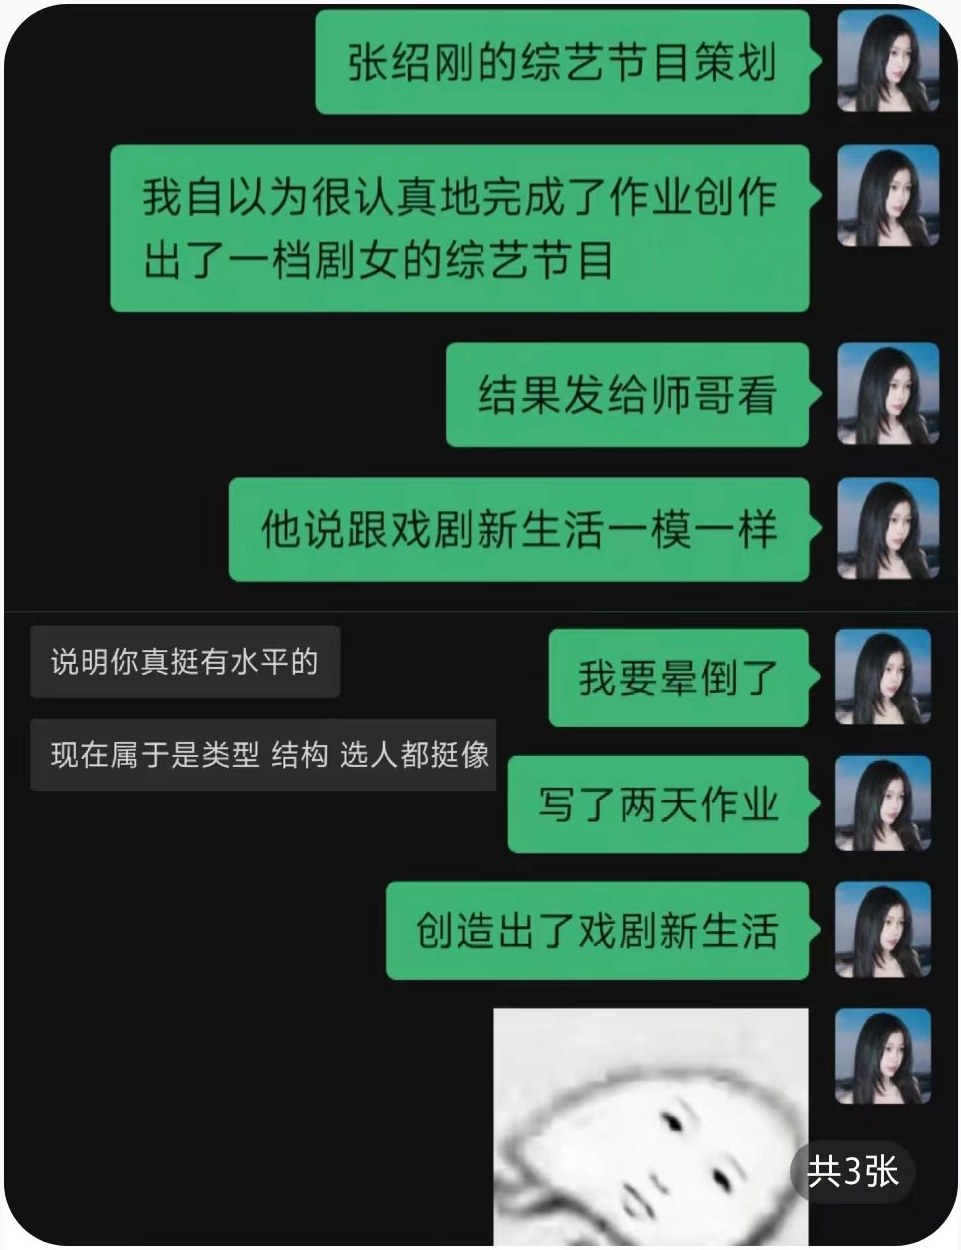 张绍刚的综艺节目策划
我自以为很认真地完成了作业创作
出了一档剧女的综艺节目
结果发给师哥看
他说跟戏剧新生活一模一样
说明你真挺有水平的
我要晕倒了
现在属于是类型 结构 选人都挺像
写了两天作业
创造出了戏剧新生活
共3张